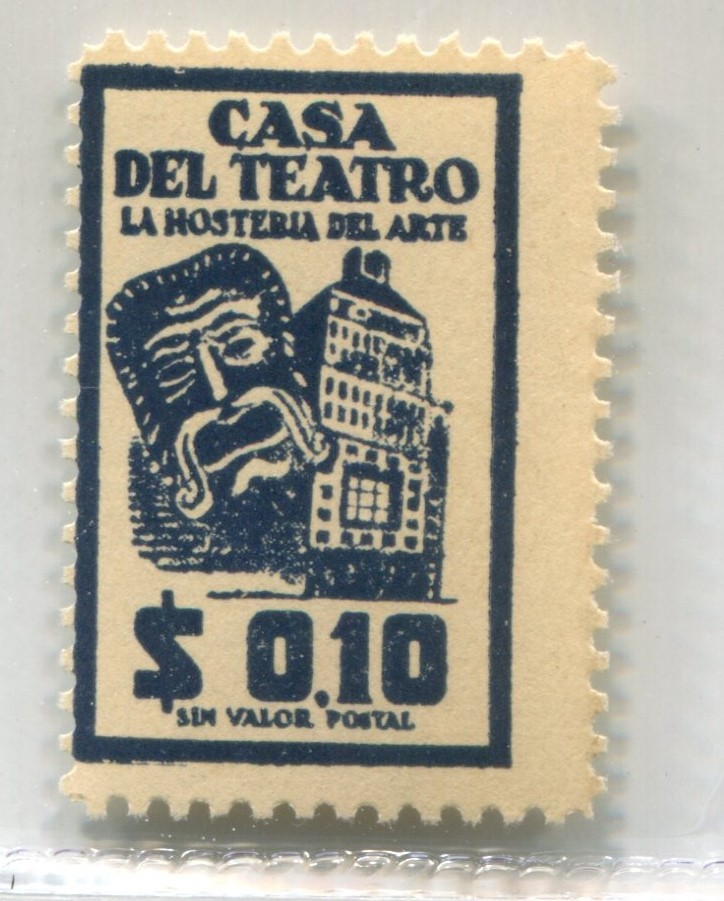 CASA
DEL TEATRO
LA HOSTERIA DEL ARTE
$ 0,10
SIN VALOR POSTAL